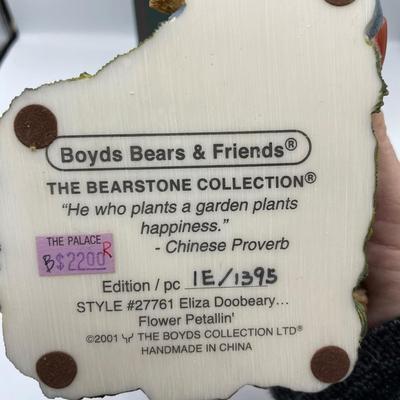 Boyds Bears & Friends®
THE BEARSTONE COLLECTION®
“He who plants a garden plants
happiness.”
- Chinese Proverb
THE PALACE
B$2200 R
Edition / pc 1E/1395
STYLE #27761 Eliza Doobeary...
Flower Petallin'
©2001 THE BOYDS COLLECTION LTD®
HANDMADE IN CHINA